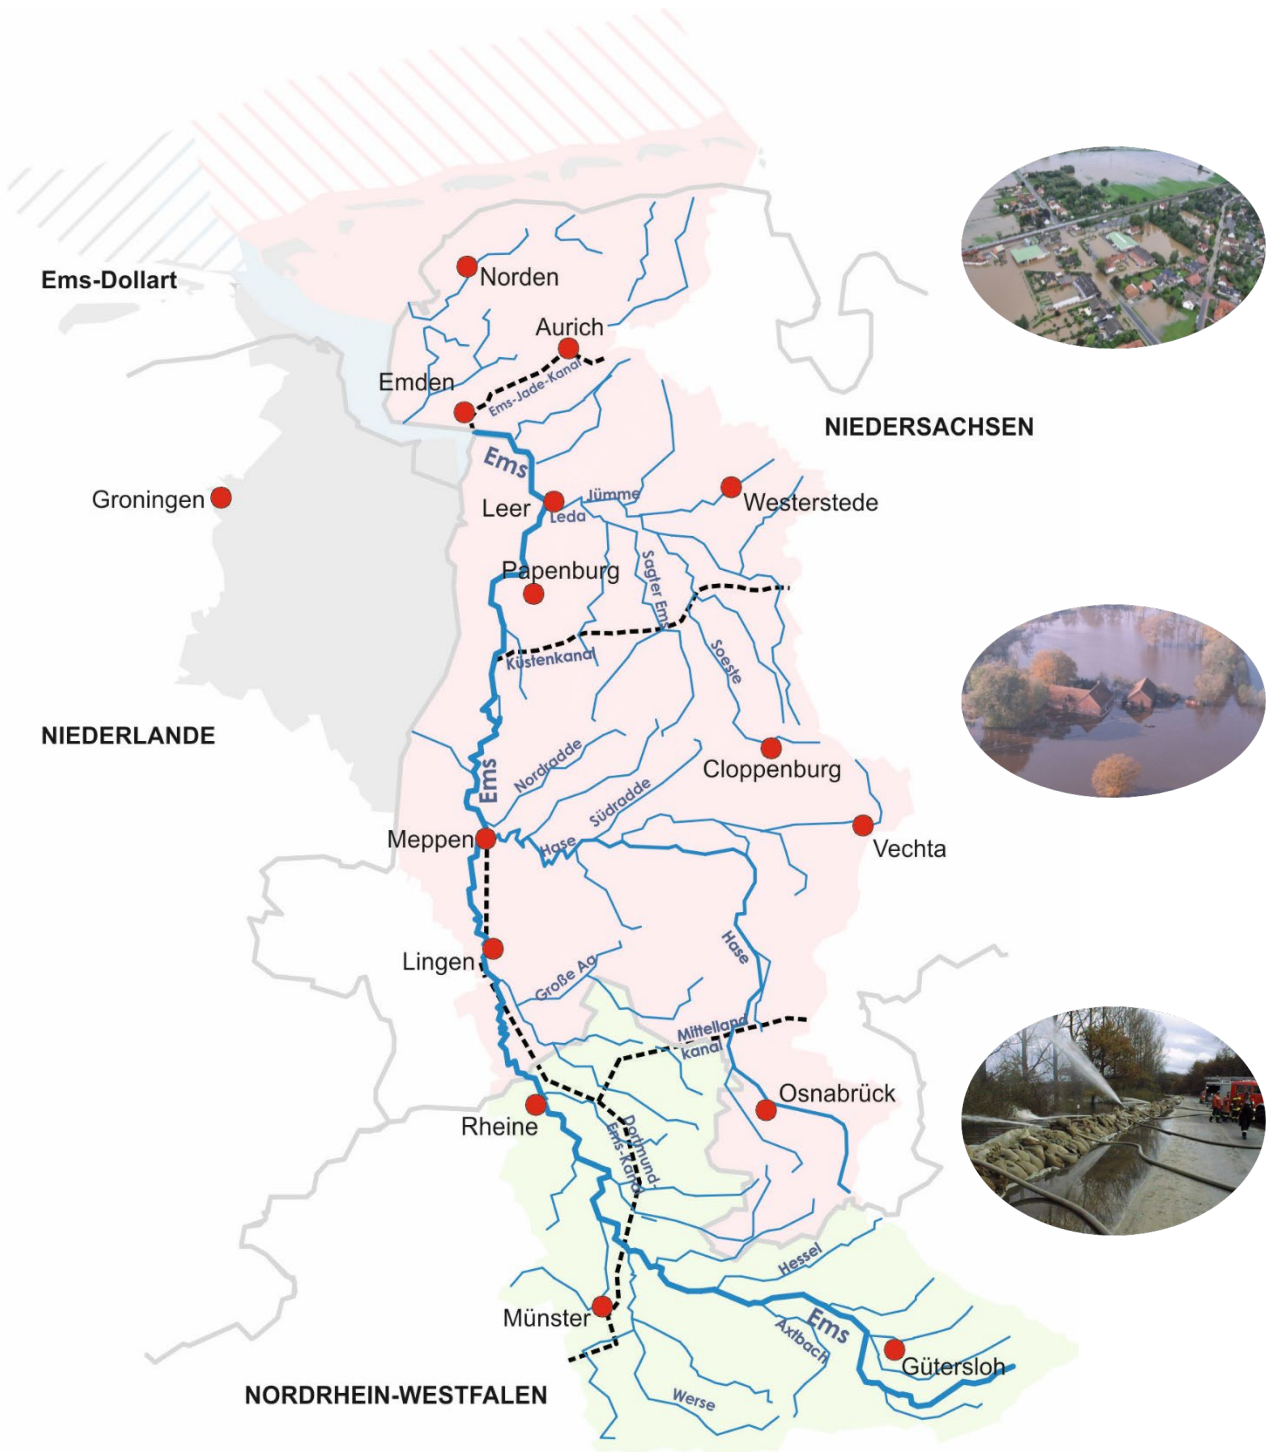 Ems-Dollart
Norden
Aurich
Emden
Ems-Jade-Kanal
NIEDERSACHSEN
Ems
Groningen
Jümme
Westerstede
Leer
Leda
Sagter Ems
Papenburg
Küstenkanal
Soeste
NIEDERLANDE
Ems
Nordradde
Cloppenburg
Südradde
Meppen
Hase
Vechta
Hase
Lingen
Große Aa
Mittelland
kanal
Osnabrück
Rheine
Dortmund-
Ems-Kanal
Hessel
Münster
Ems
Axtbach
Gütersloh
NORDRHEIN-WESTFALEN
Werse